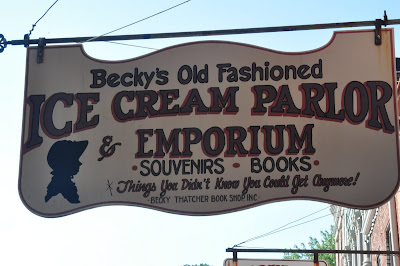 Becky's Old Fashioned
ICE CREAM PARLOR
& EMPORIUM
· SOUVENIRS · BOOKS ·
Things You Didn't Know You Could Get Anymore!
BECKY THATCHER BOOK SHOP INC.